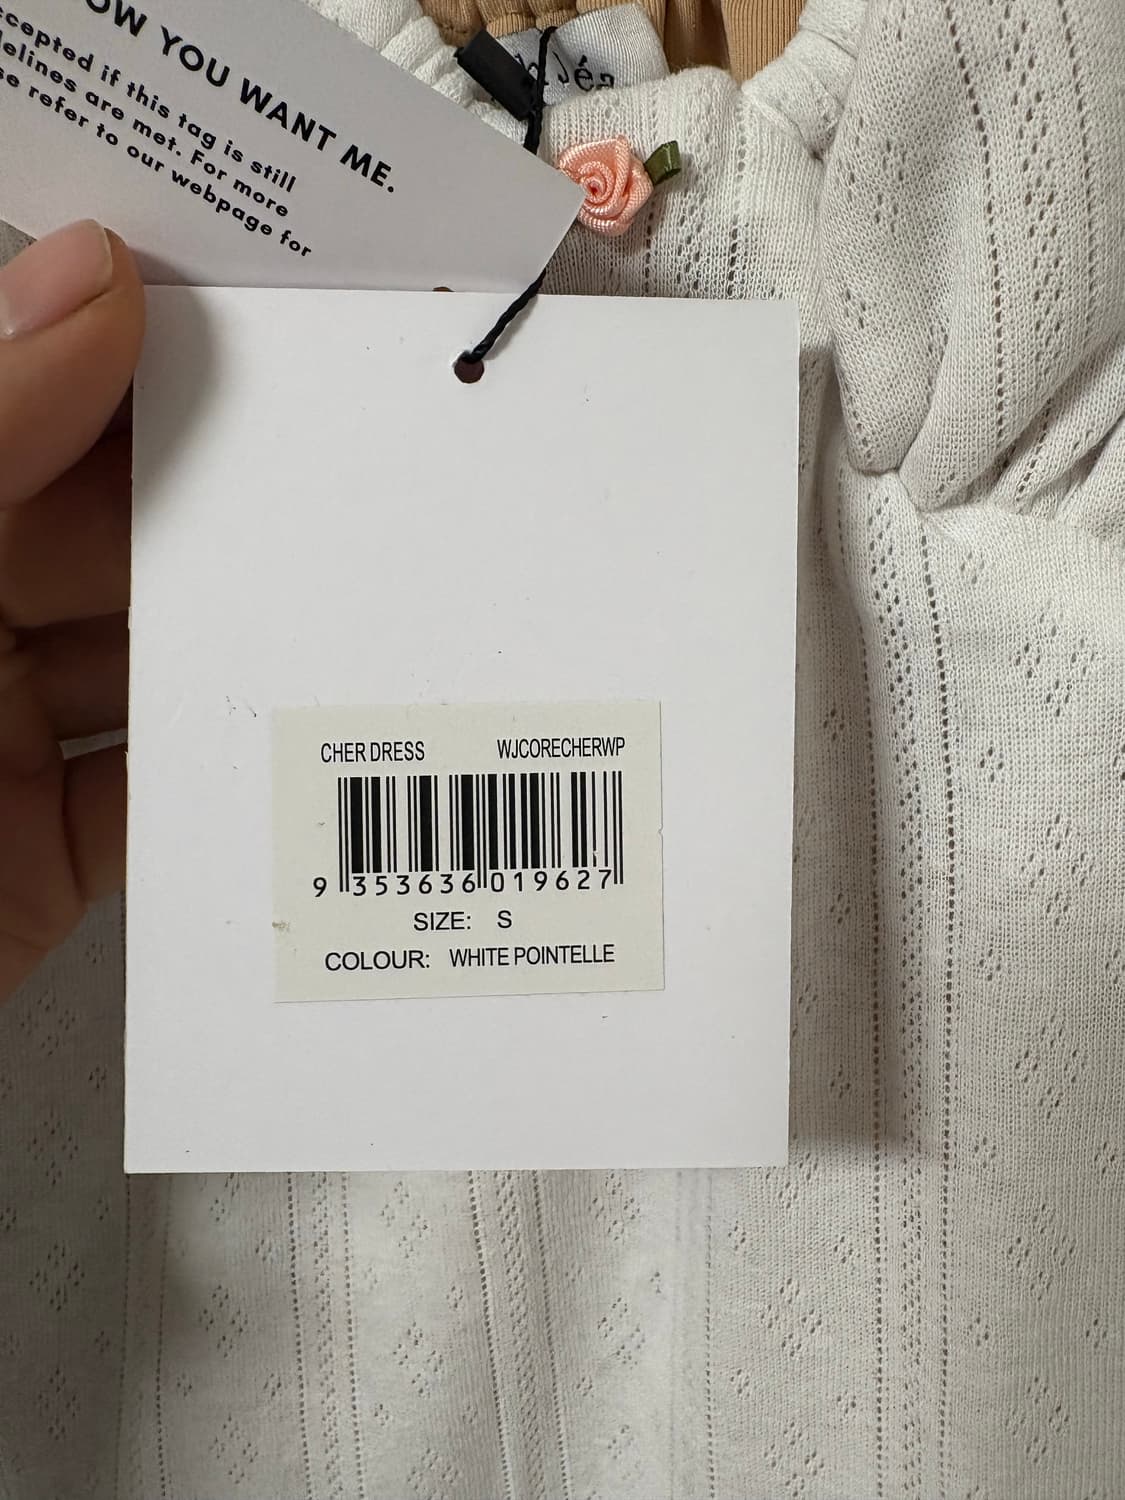 OW YOU WANT ME.
ccepted if this tag is still
delines are met. For more
se refer to our webpage for
Jéa
CHER DRESS WJCORECHERWP
9 353636 019627
SIZE: S
COLOUR: WHITE POINTELLE